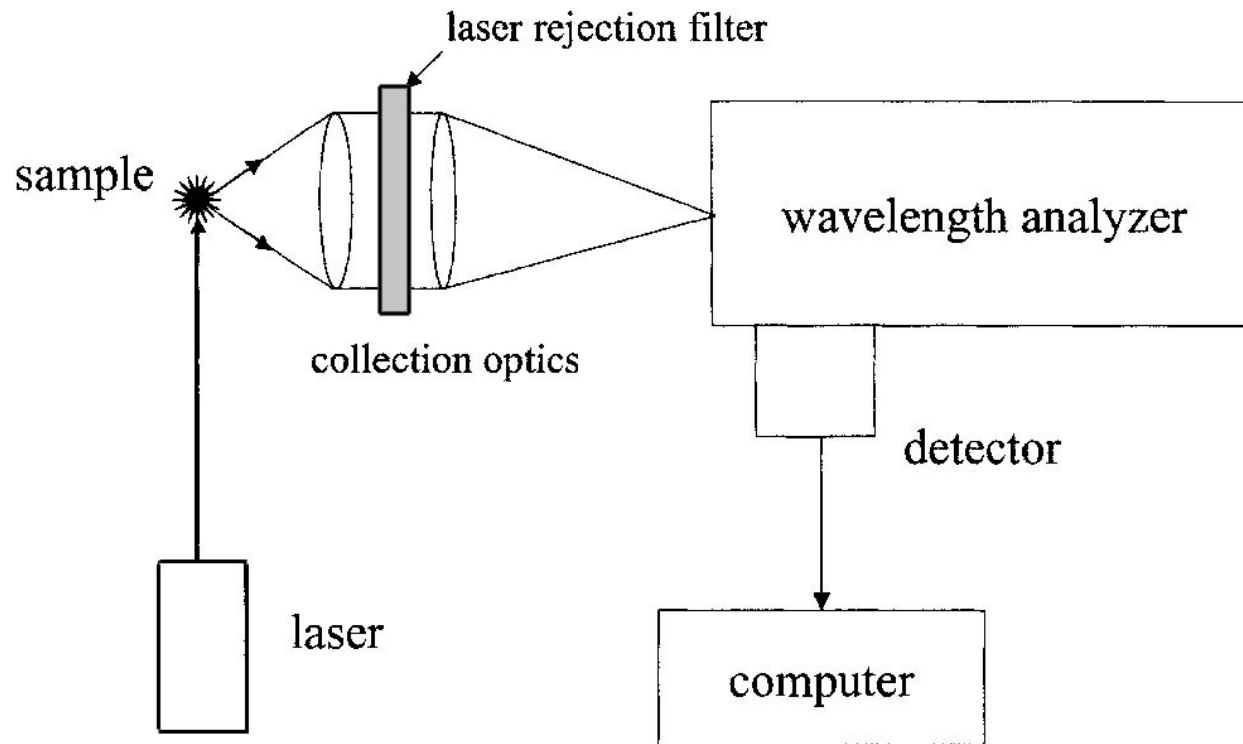 laser rejection filter
sample
wavelength analyzer
collection optics
detector
laser
computer